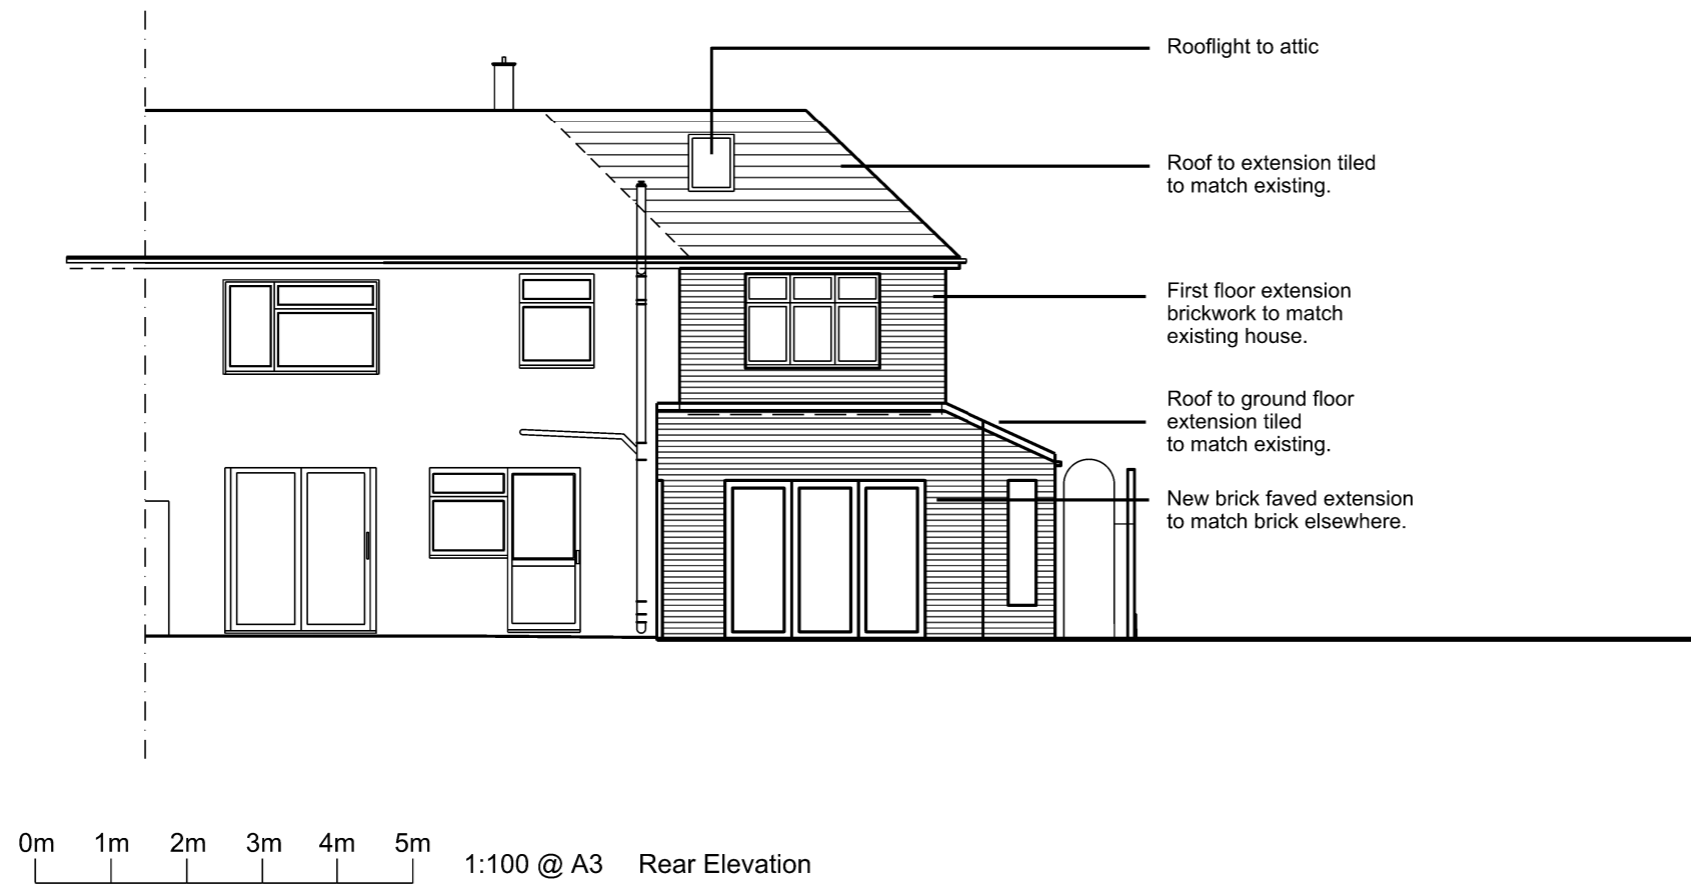 Rooflight to attic
Roof to extension tiled
to match existing.
First floor extension
brickwork to match
existing house.
Roof to ground floor
extension tiled
to match existing.
New brick faved extension
to match brick elsewhere.
0m 1m 2m 3m 4m 5m
1:100 @ A3 Rear Elevation